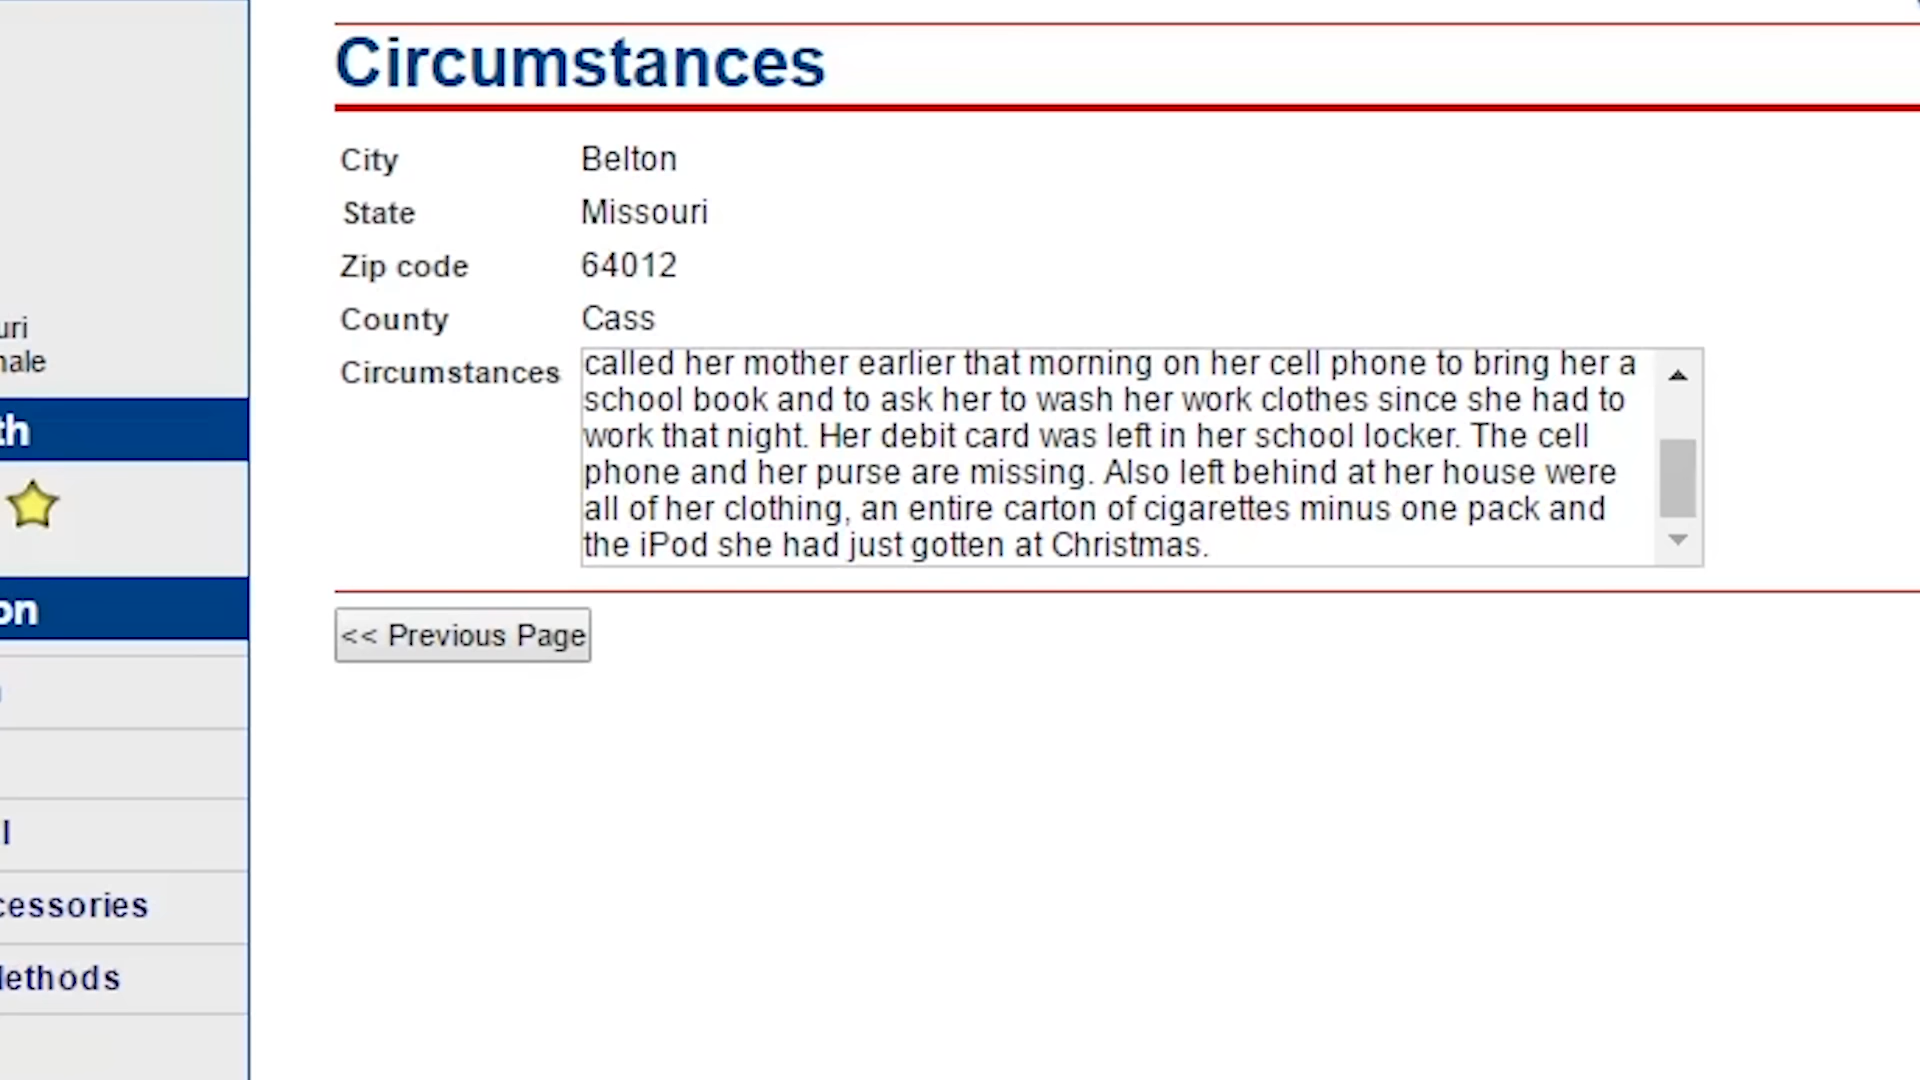 Circumstances
City Belton
State Missouri
Zip code 64012
County Cass
Circumstances
called her mother earlier that morning on her cell phone to bring her a
school book and to ask her to wash her work clothes since she had to
work that night. Her debit card was left in her school locker. The cell
phone and her purse are missing. Also left behind at her house were
all of her clothing, an entire carton of cigarettes minus one pack and
the iPod she had just gotten at Christmas.
<< Previous Page
uri
nale
th
on
l
cessories
lethods